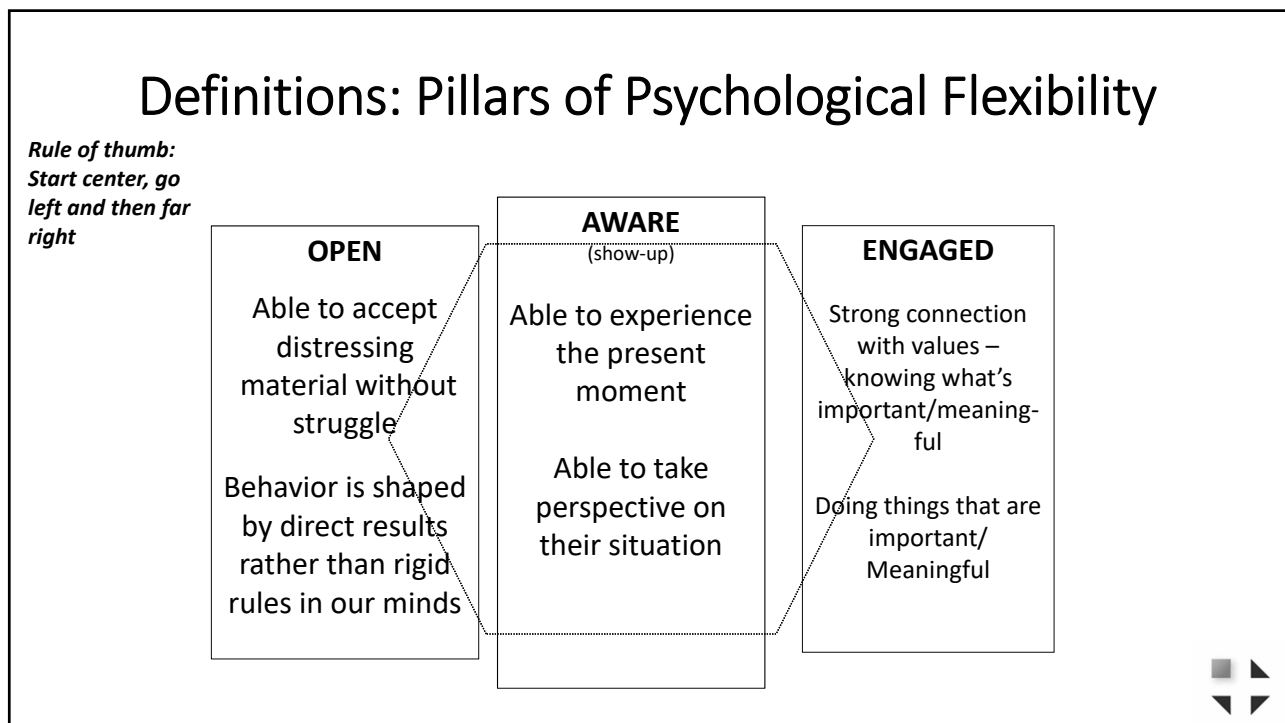 Definitions: Pillars of Psychological Flexibility
Rule of thumb:
Start center, go
left and then far
right
OPEN
Able to accept
distressing
material without
struggle
Behavior is shaped
by direct results
rather than rigid
rules in our minds
AWARE
(show-up)
Able to experience
the present
moment
Able to take
perspective on
their situation
ENGAGED
Strong connection
with values –
knowing what’s
important/meaning-
ful
Doing things that are
important/
Meaningful